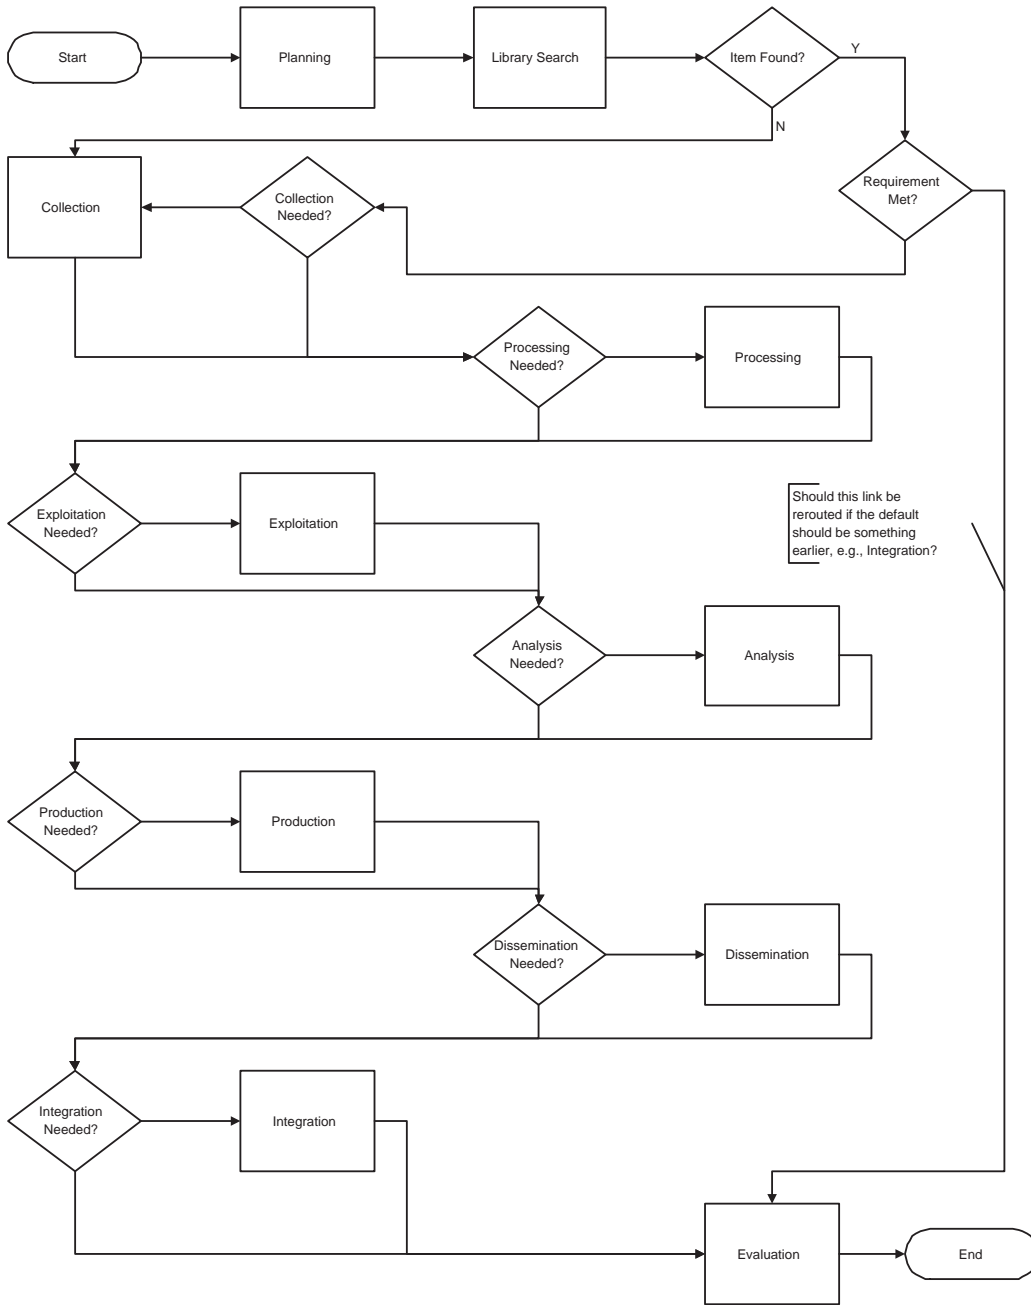 Start
Planning
Library Search
Item Found?
Y
N
Requirement
Met?
Collection
Collection
Needed?
Processing
Needed?
Processing
Exploitation
Needed?
Exploitation
Should this link be
rerouted if the default
should be something
earlier, e.g., Integration?
Analysis
Needed?
Analysis
Production
Needed?
Production
Dissemination
Needed?
Dissemination
Integration
Needed?
Integration
Evaluation
End